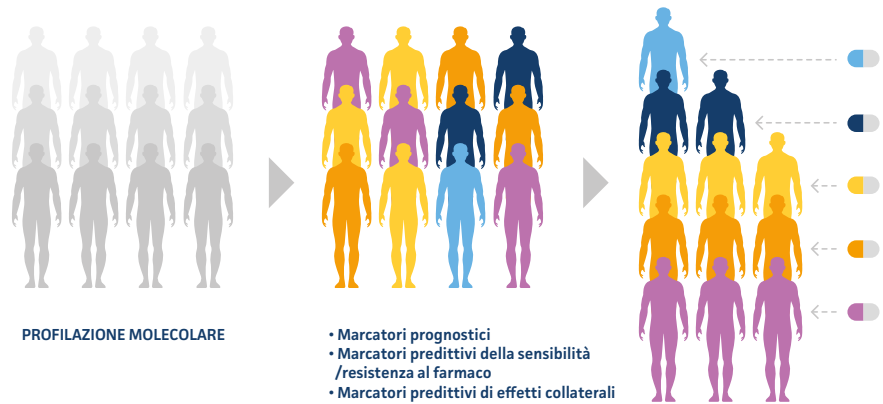 PROFILAZIONE MOLECOLARE
• Marcatori prognostici
• Marcatori predittivi della sensibilità
/resistenza al farmaco
• Marcatori predittivi di effetti collaterali